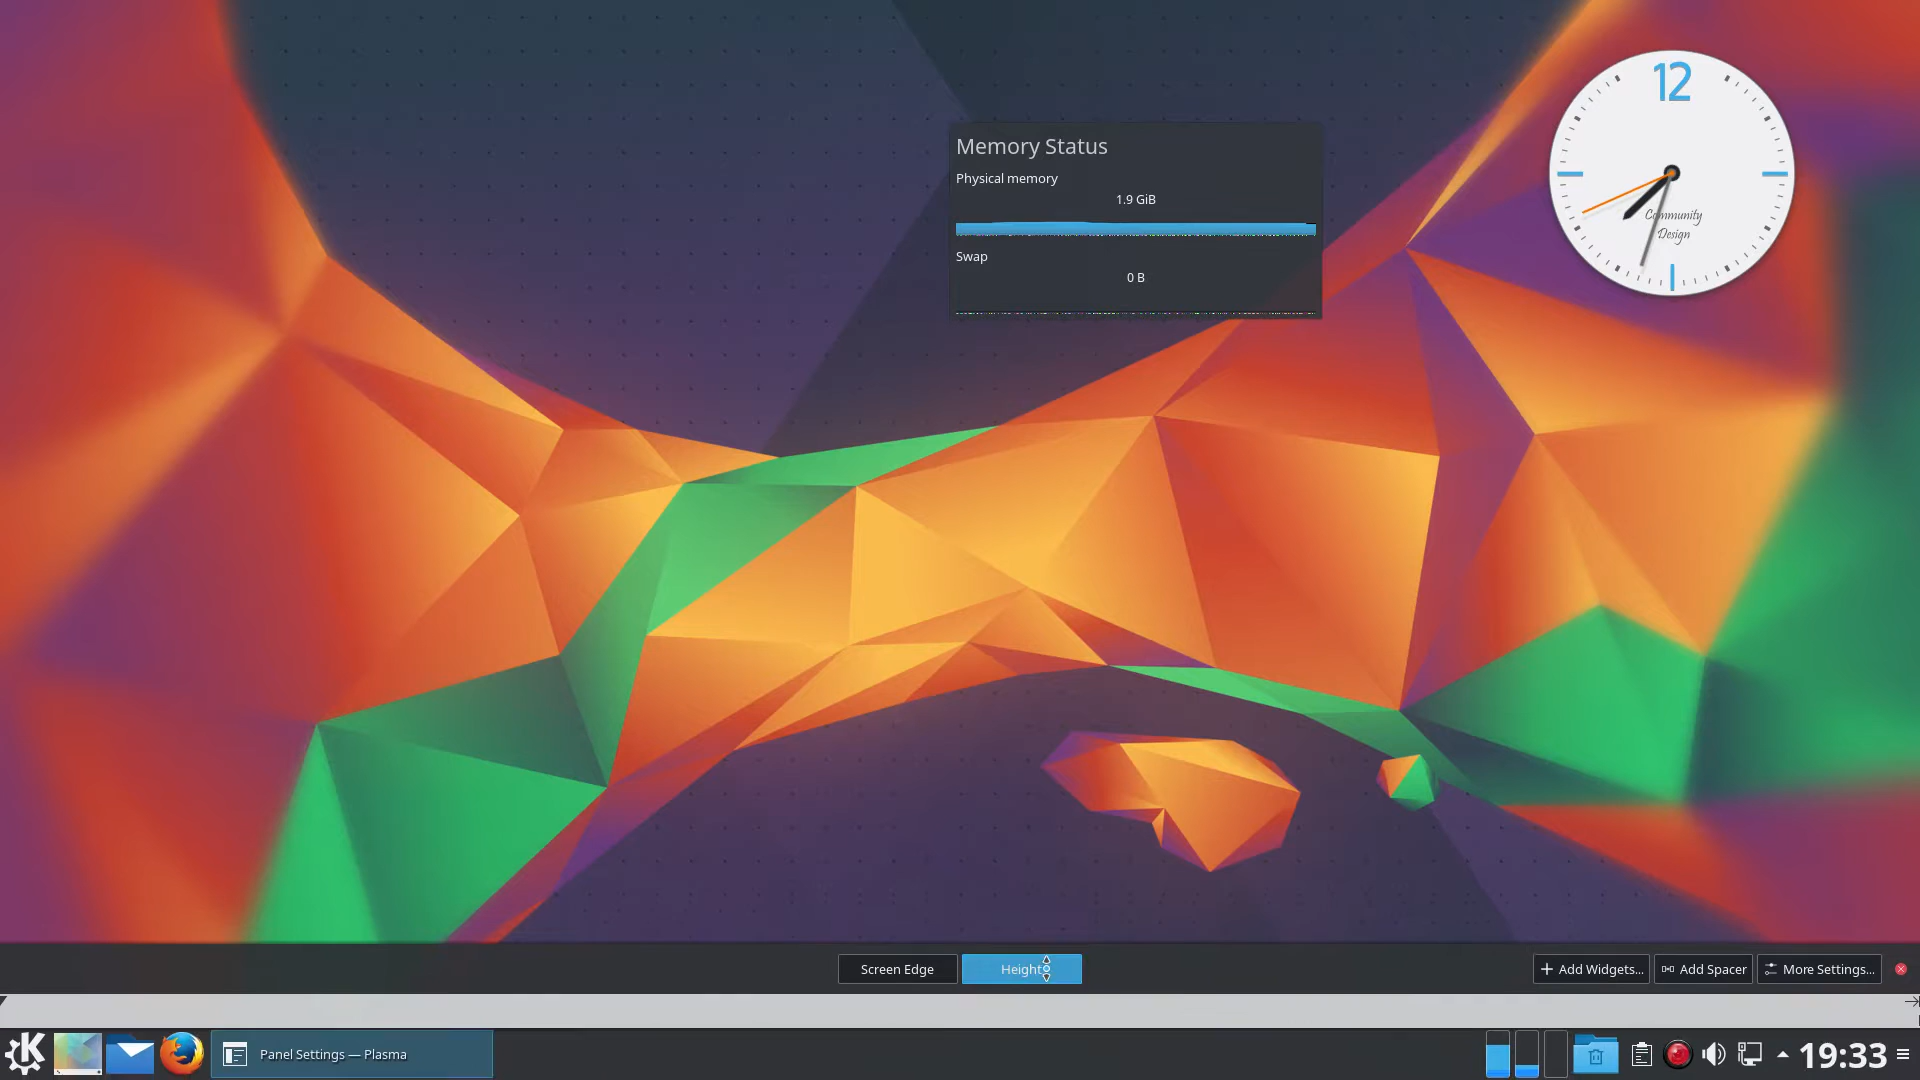 12
Community
Design
Memory Status
Physical memory
1.9 GiB
Swap
0 B
Screen Edge
Height
Add Widgets...
Add Spacer
More Settings...
Panel Settings — Plasma
19:33